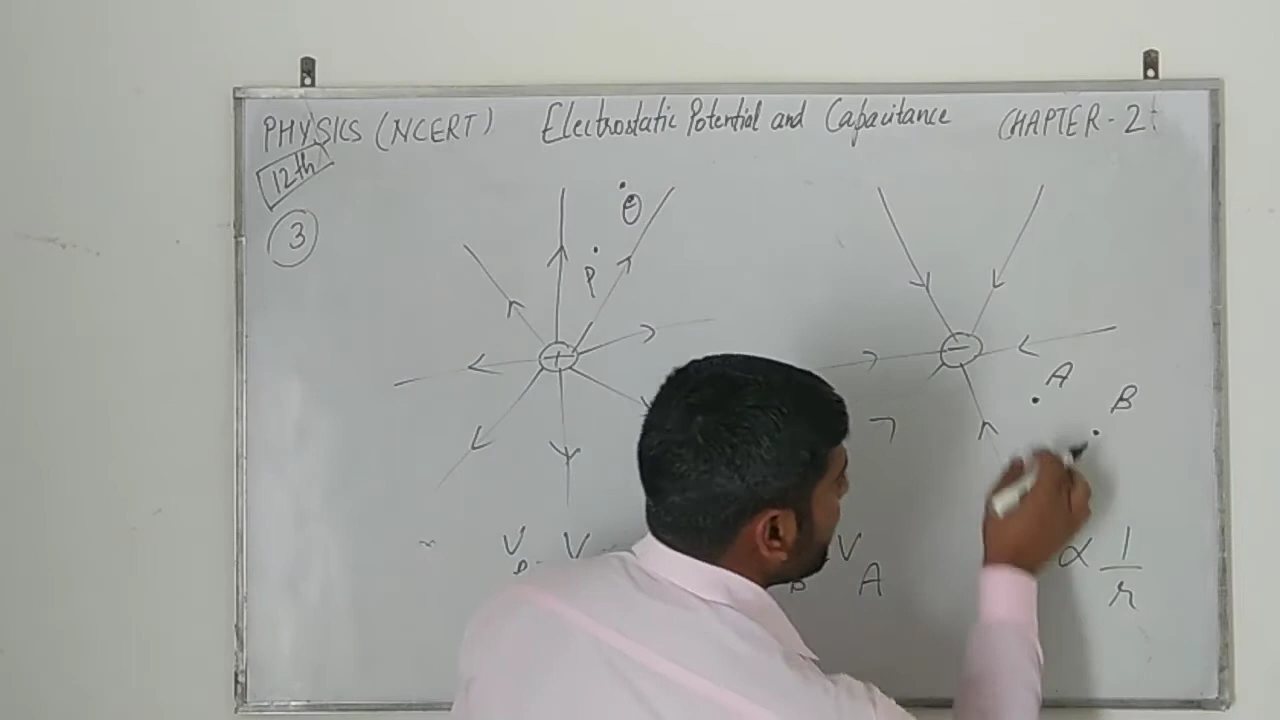 PHYSICS (NCERT) Electrostatic Potential and Capacitance CHAPTER - 2:
12th
3
Q
P
+
−
A
B
V V
P -
V
A
∝ 1
r